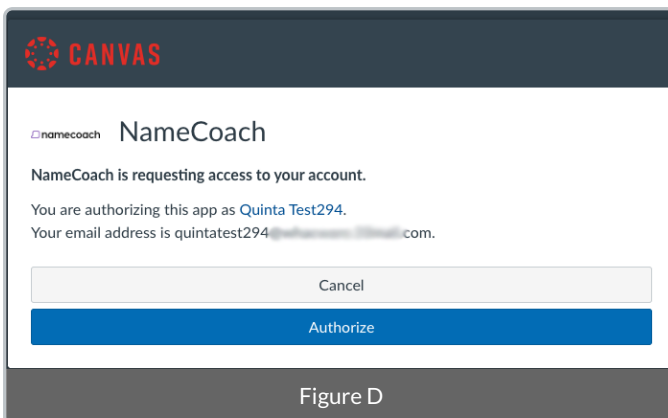 CANVAS
namecoach NameCoach
NameCoach is requesting access to your account.
You are authorizing this app as Quinta Test294.
Your email address is quintatest294 com.
Cancel
Authorize
Figure D